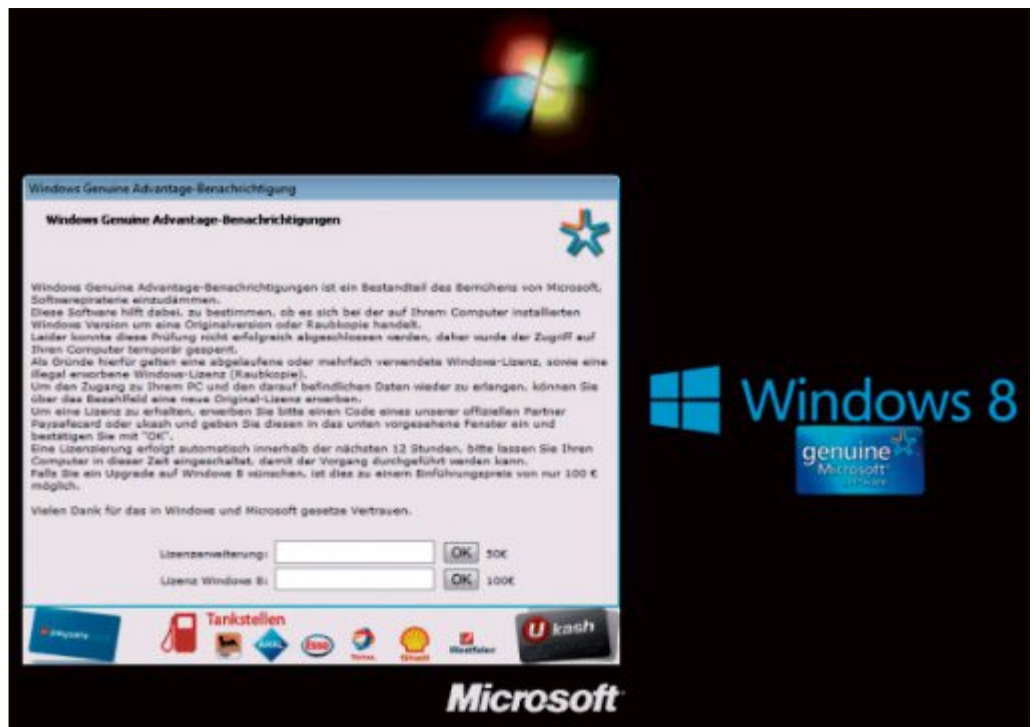 Windows Genuine Advantage-Benachrichtigung
Windows Genuine Advantage-Benachrichtigungen
Windows Genuine Advantage-Benachrichtigungen ist ein Bestandteil des Bemühens von Microsoft,
Softwarepiraterie einzudämmen.
Diese Software hilft dabei, zu bestimmen, ob es sich bei der auf Ihrem Computer installierten
Windows Version um eine Originalversion oder Raubkopie handelt.
Leider konnte diese Prüfung nicht erfolgreich abgeschlossen werden, daher wurde der Zugriff auf
Ihren Computer temporär gesperrt.
Als Gründe hierfür gelten eine abgelaufene oder mehrfach verwendete Windows-Lizenz, sowie eine
illegal erworbene Windows-Lizenz (Raubkopie).
Um den Zugang zu Ihrem PC und den darauf befindlichen Daten wieder zu erlangen, können Sie
über das Bezahlfeld eine neue Original-Lizenz erwerben.
Um eine Lizenz zu erhalten, erwerben Sie bitte einen Code eines unserer offiziellen Partner
Paysafecard oder ukash und geben Sie diesen in das unten vorgesehene Fenster ein und
bestätigen Sie mit "OK".
Eine Lizensierung erfolgt automatisch innerhalb der nächsten 12 Stunden, bitte lassen Sie Ihren
Computer in dieser Zeit eingeschaltet, damit der Vorgang durchgeführt werden kann.
Falls Sie ein Upgrade auf Windows 8 wünschen, ist dies zu einem Einführungspreis von nur 100 €
möglich.
Vielen Dank für das in Windows und Microsoft gesetze Vertrauen.
Lizenzerweiterung: OK 50€
Lizenz Windows 8: OK 100€
Tankstellen
paysafe
ARAL
Esso
TOTAL
Westfalen
Ukash
Windows 8
genuine
Microsoft
software
Microsoft